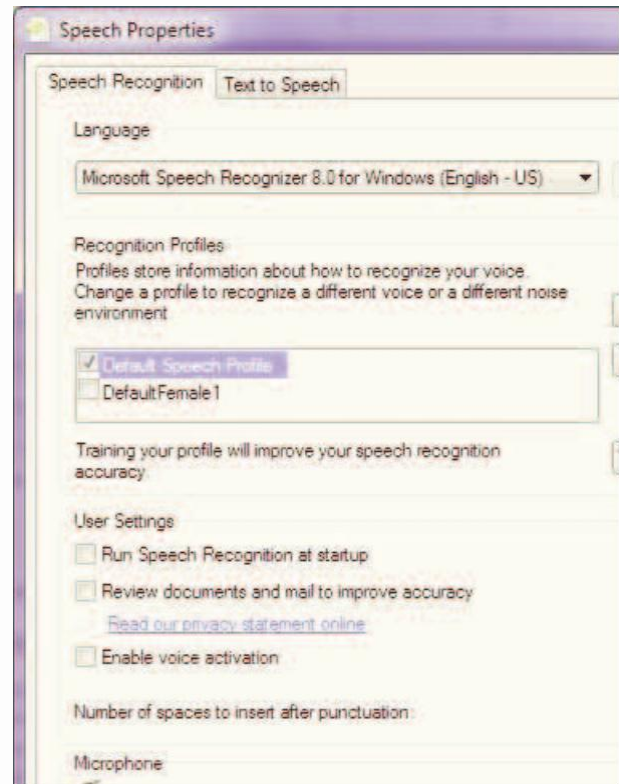 Speech Properties
Speech Recognition
Text to Speech
Language
Microsoft Speech Recognizer 8.0 for Windows (English - US)
Recognition Profiles
Profiles store information about how to recognize your voice.
Change a profile to recognize a different voice or a different noise
environment
Default Speech Profile
DefaultFemale1
Training your profile will improve your speech recognition
accuracy.
User Settings
Run Speech Recognition at startup
Review documents and mail to improve accuracy
Read our privacy statement online
Enable voice activation
Number of spaces to insert after punctuation:
Microphone